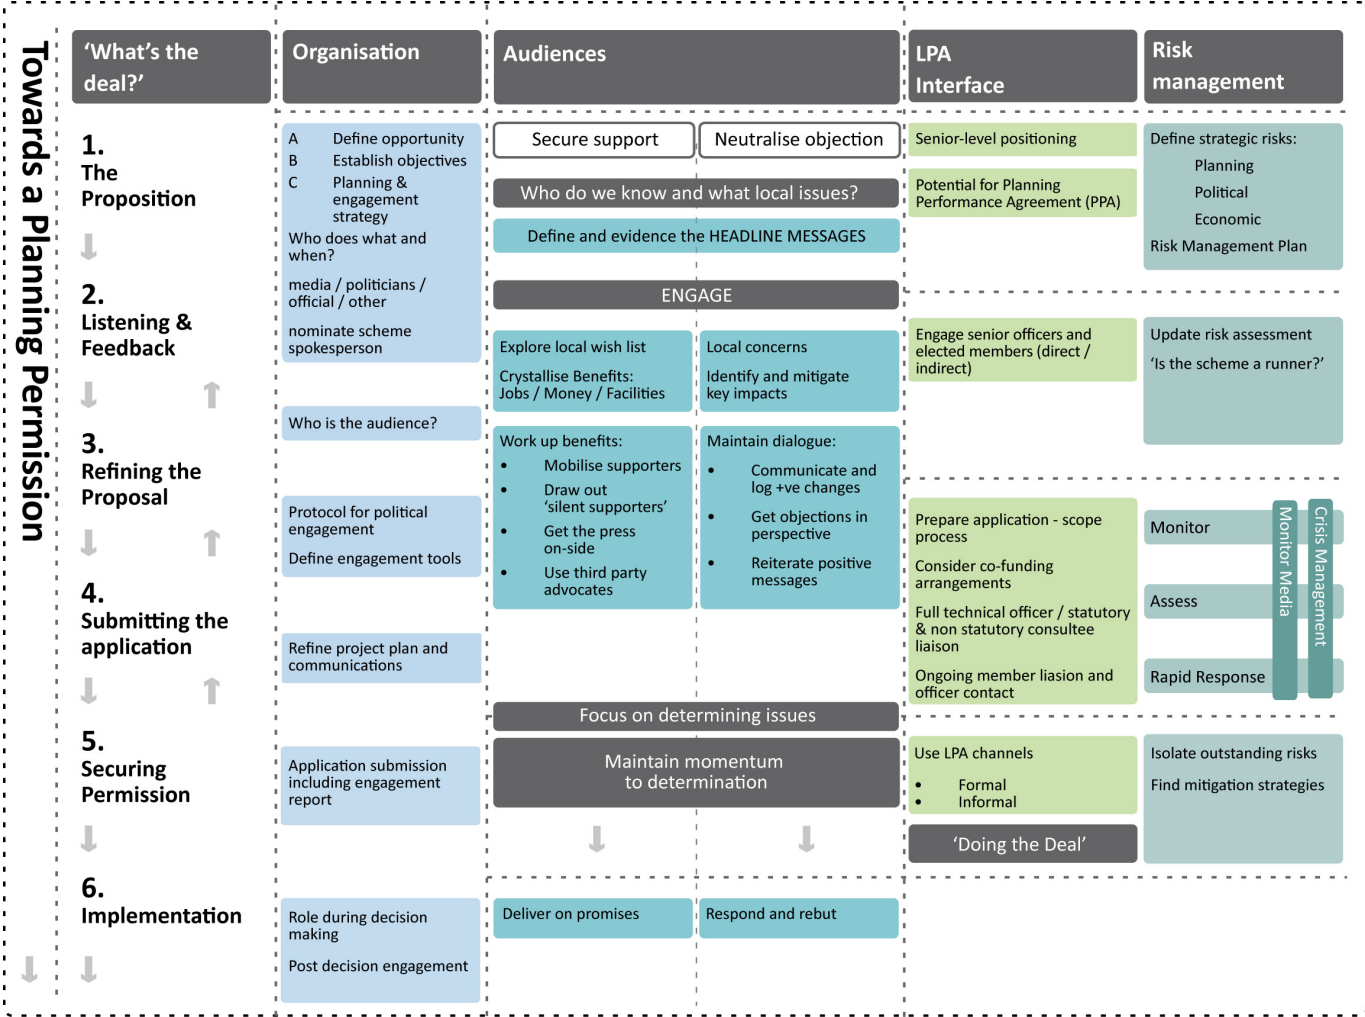 Towards a Planning Permission
‘What’s the
deal?’
1.
The
Proposition
2.
Listening &
Feedback
3.
Refining the
Proposal
4.
Submitting the
application
5.
Securing
Permission
6.
Implementation
Organisation
A Define opportunity
B Establish objectives
C Planning &
engagement
strategy
Who does what and
when?
media / politicians /
official / other
nominate scheme
spokesperson
Who is the audience?
Protocol for political
engagement
Define engagement tools
Refine project plan and
communications
Application submission
including engagement
report
Role during decision
making
Post decision engagement
Audiences
Secure support
Neutralise objection
Who do we know and what local issues?
Define and evidence the HEADLINE MESSAGES
ENGAGE
Explore local wish list
Crystallise Benefits:
Jobs / Money / Facilities
Local concerns
Identify and mitigate
key impacts
Work up benefits:
• Mobilise supporters
• Draw out
‘silent supporters’
• Get the press
on-side
• Use third party
advocates
Maintain dialogue:
• Communicate and
log +ve changes
• Get objections in
perspective
• Reiterate positive
messages
Focus on determining issues
Maintain momentum
to determination
Deliver on promises
Respond and rebut
LPA
Interface
Senior-level positioning
Potential for Planning
Performance Agreement (PPA)
Engage senior officers and
elected members (direct /
indirect)
Prepare application - scope
process
Consider co-funding
arrangements
Full technical officer / statutory
& non statutory consultee
liaison
Ongoing member liasion and
officer contact
Use LPA channels
• Formal
• Informal
‘Doing the Deal’
Risk
management
Define strategic risks:
Planning
Political
Economic
Risk Management Plan
Update risk assessment
‘Is the scheme a runner?’
Monitor
Assess
Rapid Response
Monitor Media
Crisis Management
Isolate outstanding risks
Find mitigation strategies